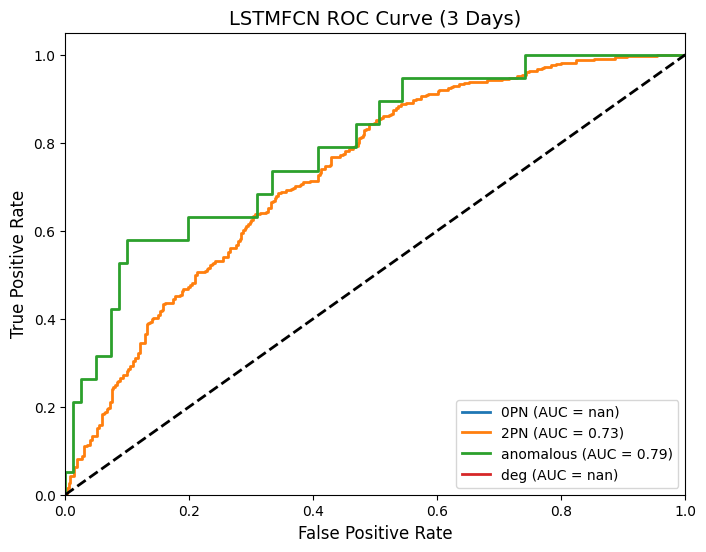 LSTMFCN ROC Curve (3 Days)
True Positive Rate
1.0
0.8
0.6
0.4
0.2
0.0
0PN (AUC = nan)
2PN (AUC = 0.73)
anomalous (AUC = 0.79)
deg (AUC = nan)
0.0 0.2 0.4 0.6 0.8 1.0
False Positive Rate